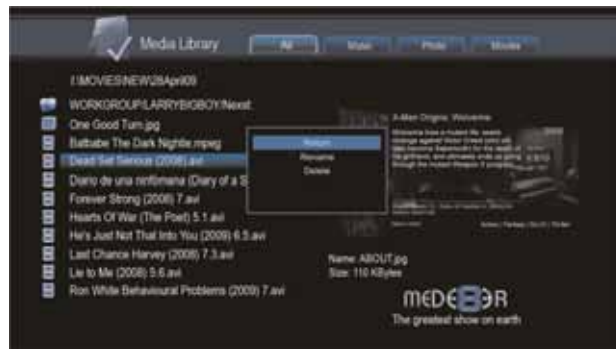 Media Library
All
Music
Photo
Movies
I:\MOVIES\NEW\28April09
WORKGROUP/LARRYBIGBOY/Nexst
One Good Turn.jpg
Batbabe The Dark Nightie.mpeg
Dead Set Serious (2008).avi
Diario de una ninfómana (Diary of a S
Forever Strong (2008) 7.avi
Hearts Of War (The Poet) 5.1.avi
He's Just Not That Into You (2009) 6.5.avi
Last Chance Harvey (2008) 7.3.avi
Lie to Me (2008) 5.6.avi
Ron White Behavioural Problems (2009) 7.avi
Return
Rename
Delete
X-Men Origins: Wolverine
Name: ABOUT.jpg
Size: 110 KBytes
MEDE8ER
The greatest show on earth